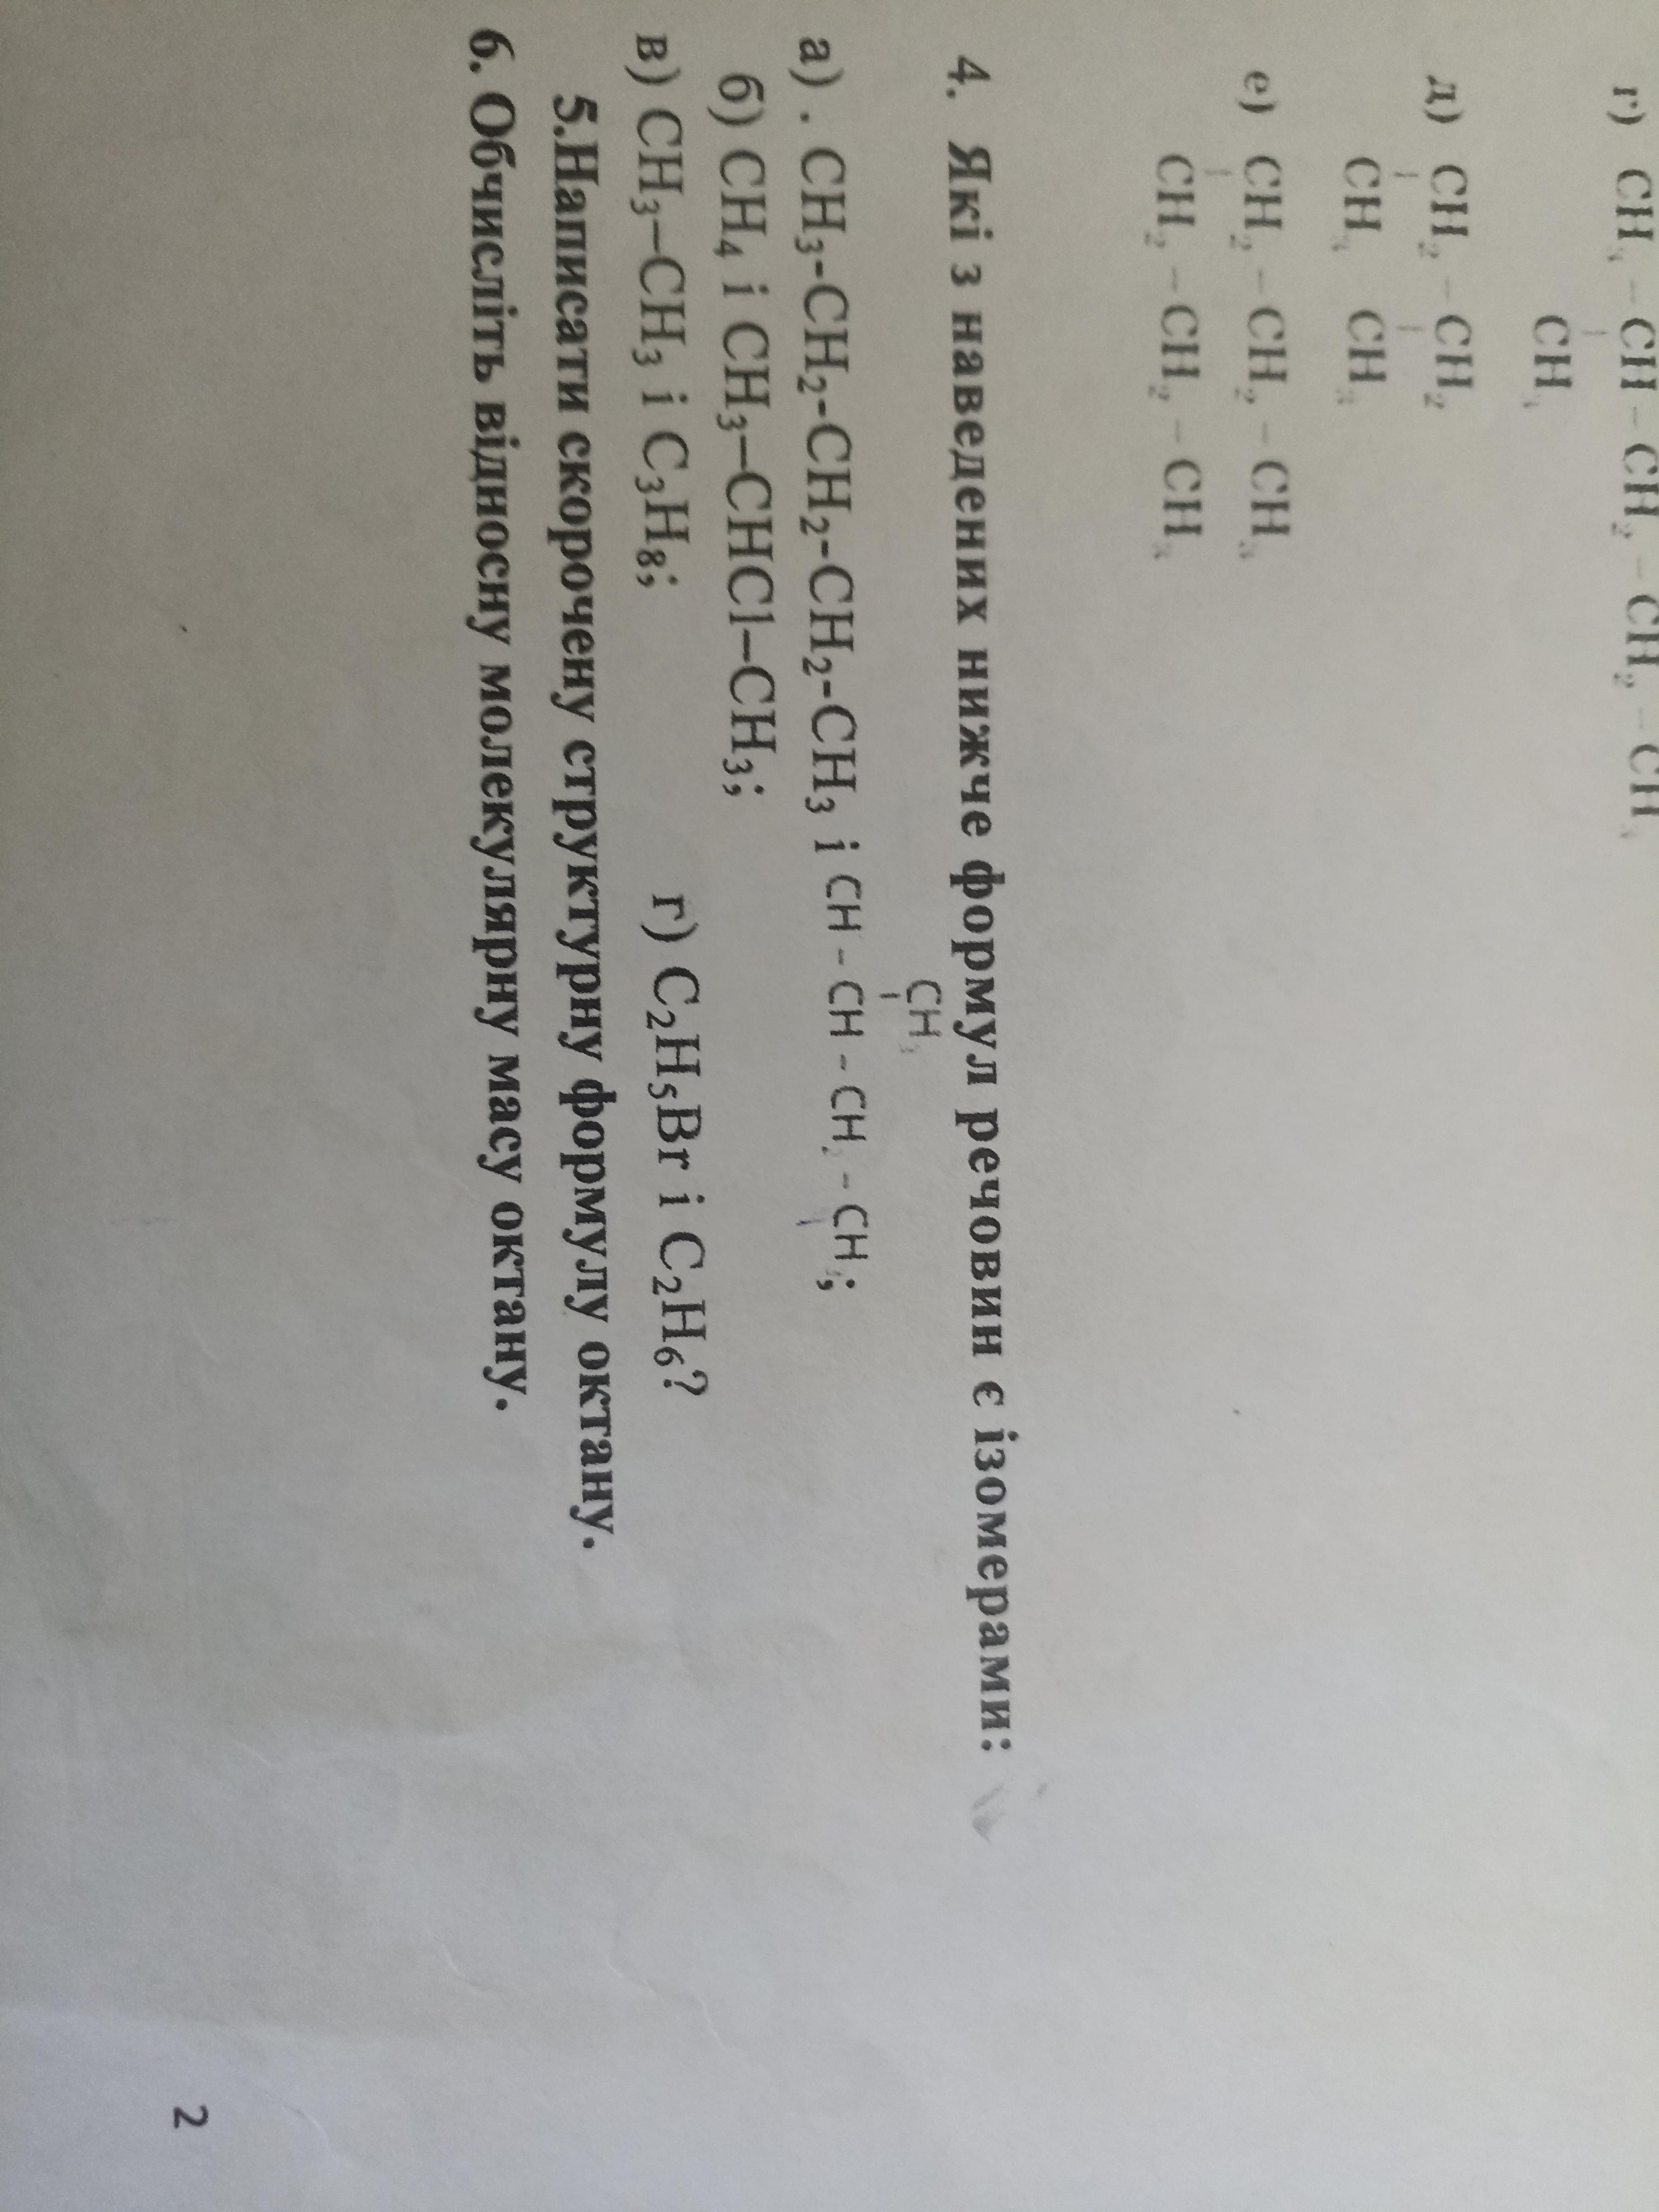 г) CH₃ – CH – CH₂ – CH₂ – CH₃
CH₃
д) CH₂ – CH₂
CH₃ CH₃
е) CH₂ – CH₂ – CH₃
CH₂ – CH₂ – CH₃
4. Які з наведених нижче формул речовин є ізомерами:
CH₃
а) . CH₃-CH₂-CH₂-CH₂-CH₃ і CH – CH – CH₂ – CH₃;
б) CH₄ і CH₃–CHCl–CH₃;
в) CH₃–CH₃ і C₃H₈; г) C₂H₅Br і C₂H₆?
5.Написати скорочену структурну формулу октану.
6. Обчисліть відносну молекулярну масу октану.
2